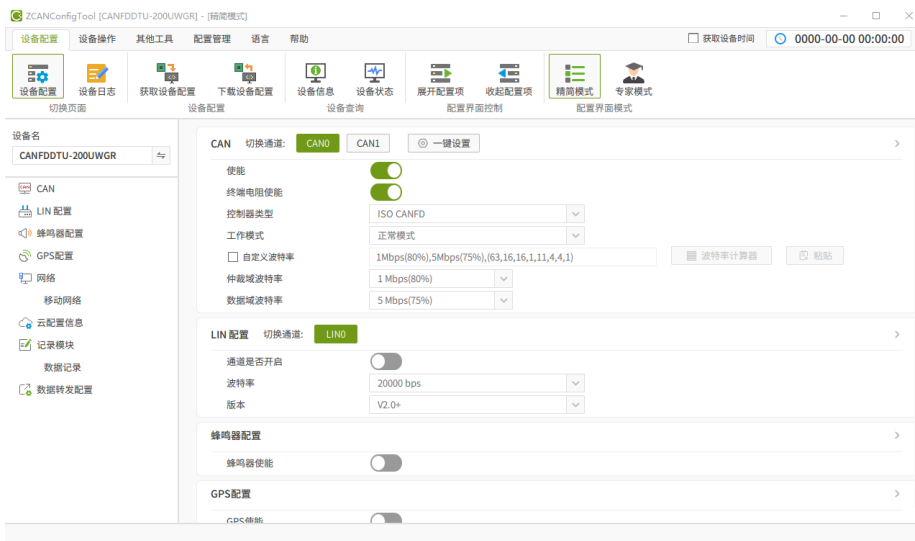 ZCANConfigTool [CANFDDTU-200UWGR] - [精简模式]
设备配置 设备操作 其他工具 配置管理 语言 帮助 获取设备时间 0000-00-00 00:00:00
设备配置 设备日志 获取设备配置 下载设备配置 设备信息 设备状态 展开配置项 收起配置项 精简模式 专家模式
切换页面 设备配置 设备查询 配置界面控制 配置界面模式
设备名
CANFDDTU-200UWGR
CAN
LIN 配置
蜂鸣器配置
GPS配置
网络
移动网络
云配置信息
记录模块
数据记录
数据转发配置
CAN 切换通道: CAN0 CAN1 一键设置
使能
终端电阻使能
控制器类型 ISO CANFD
工作模式 正常模式
自定义波特率 1Mbps(80%),5Mbps(75%),(63,16,16,1,11,4,4,1) 波特率计算器 粘贴
仲裁域波特率 1 Mbps(80%)
数据域波特率 5 Mbps(75%)
LIN 配置 切换通道: LIN0
通道是否开启
波特率 20000 bps
版本 V2.0+
蜂鸣器配置
蜂鸣器使能
GPS配置
GPS使能